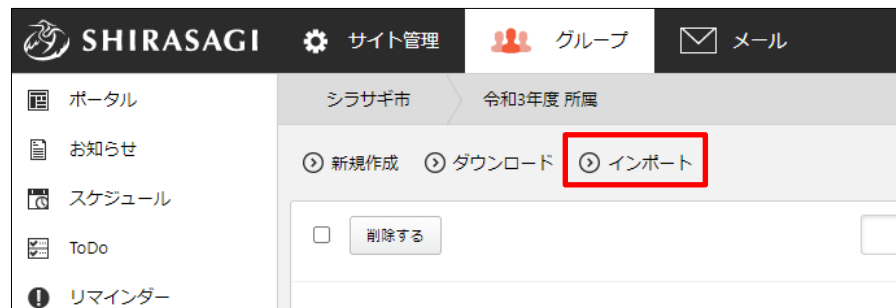 SHIRASAGI サイト管理 グループ メール
ポータル
シラサギ市 令和3年度 所属
お知らせ
新規作成 ダウンロード インポート
スケジュール
削除する
ToDo
リマインダー